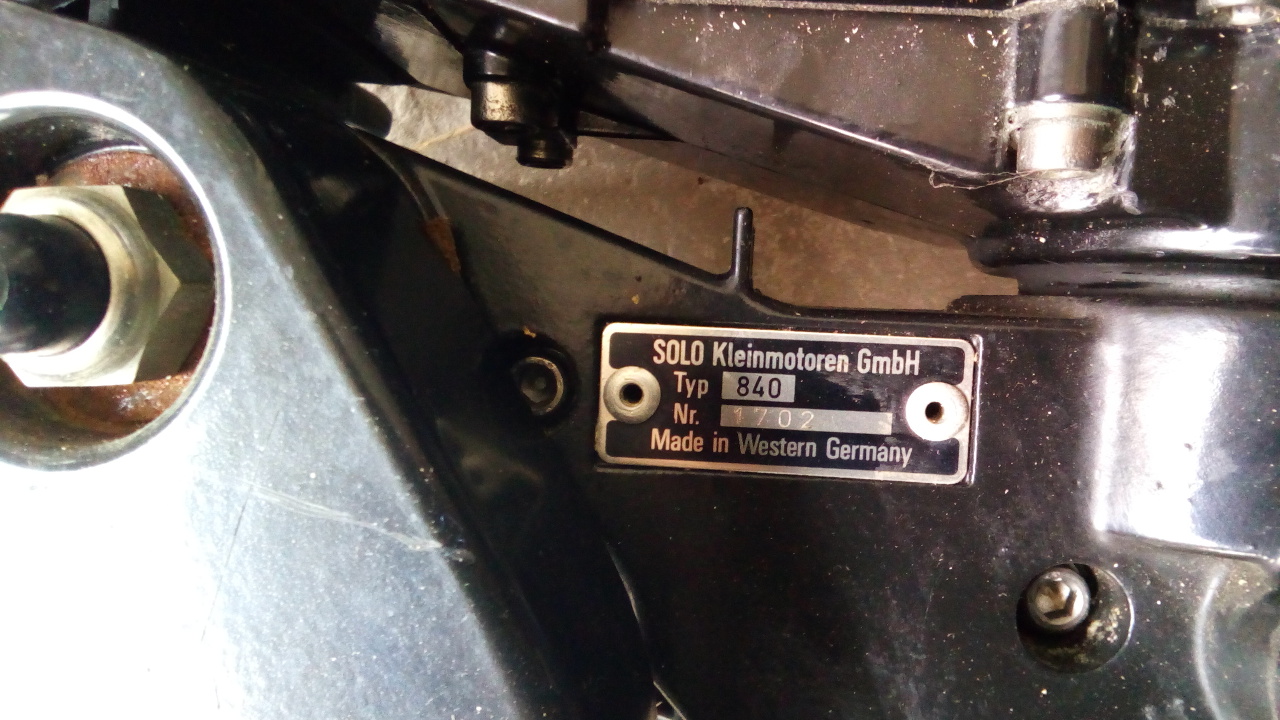 SOLO Kleinmotoren GmbH
Typ 840
Nr. 1702
Made in Western Germany